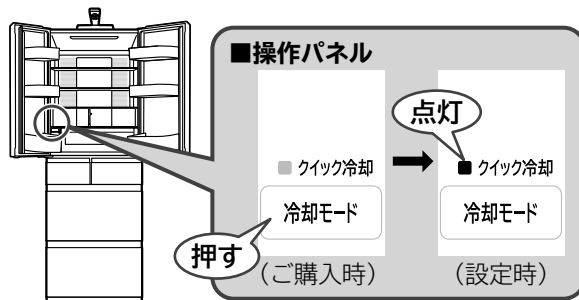 ■操作パネル
点灯
クイック冷却
クイック冷却
冷却モード
冷却モード
押す
（ご購入時）
（設定時）